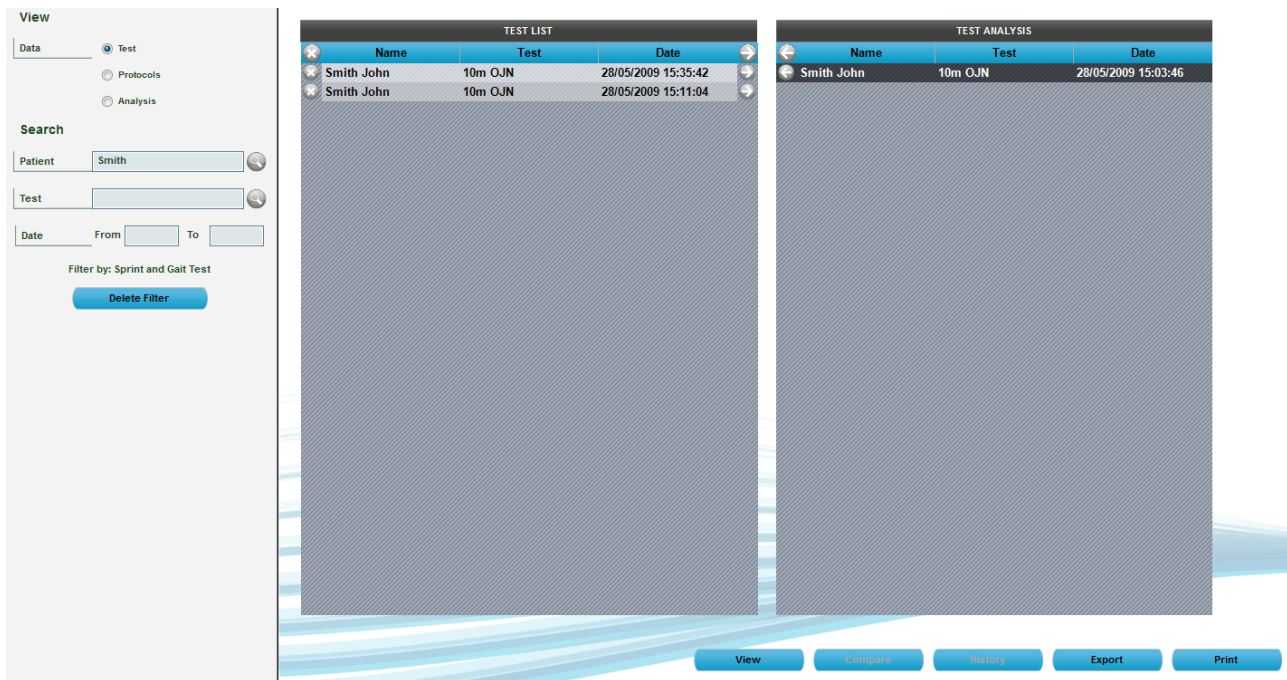 View
Data
Test
Protocols
Analysis
Search
Patient Smith
Test
Date From To
Filter by: Sprint and Gait Test
Delete Filter
TEST LIST
Name Test Date
Smith John 10m OJN 28/05/2009 15:35:42
Smith John 10m OJN 28/05/2009 15:11:04
TEST ANALYSIS
Name Test Date
Smith John 10m OJN 28/05/2009 15:03:46
View Compare History Export Print